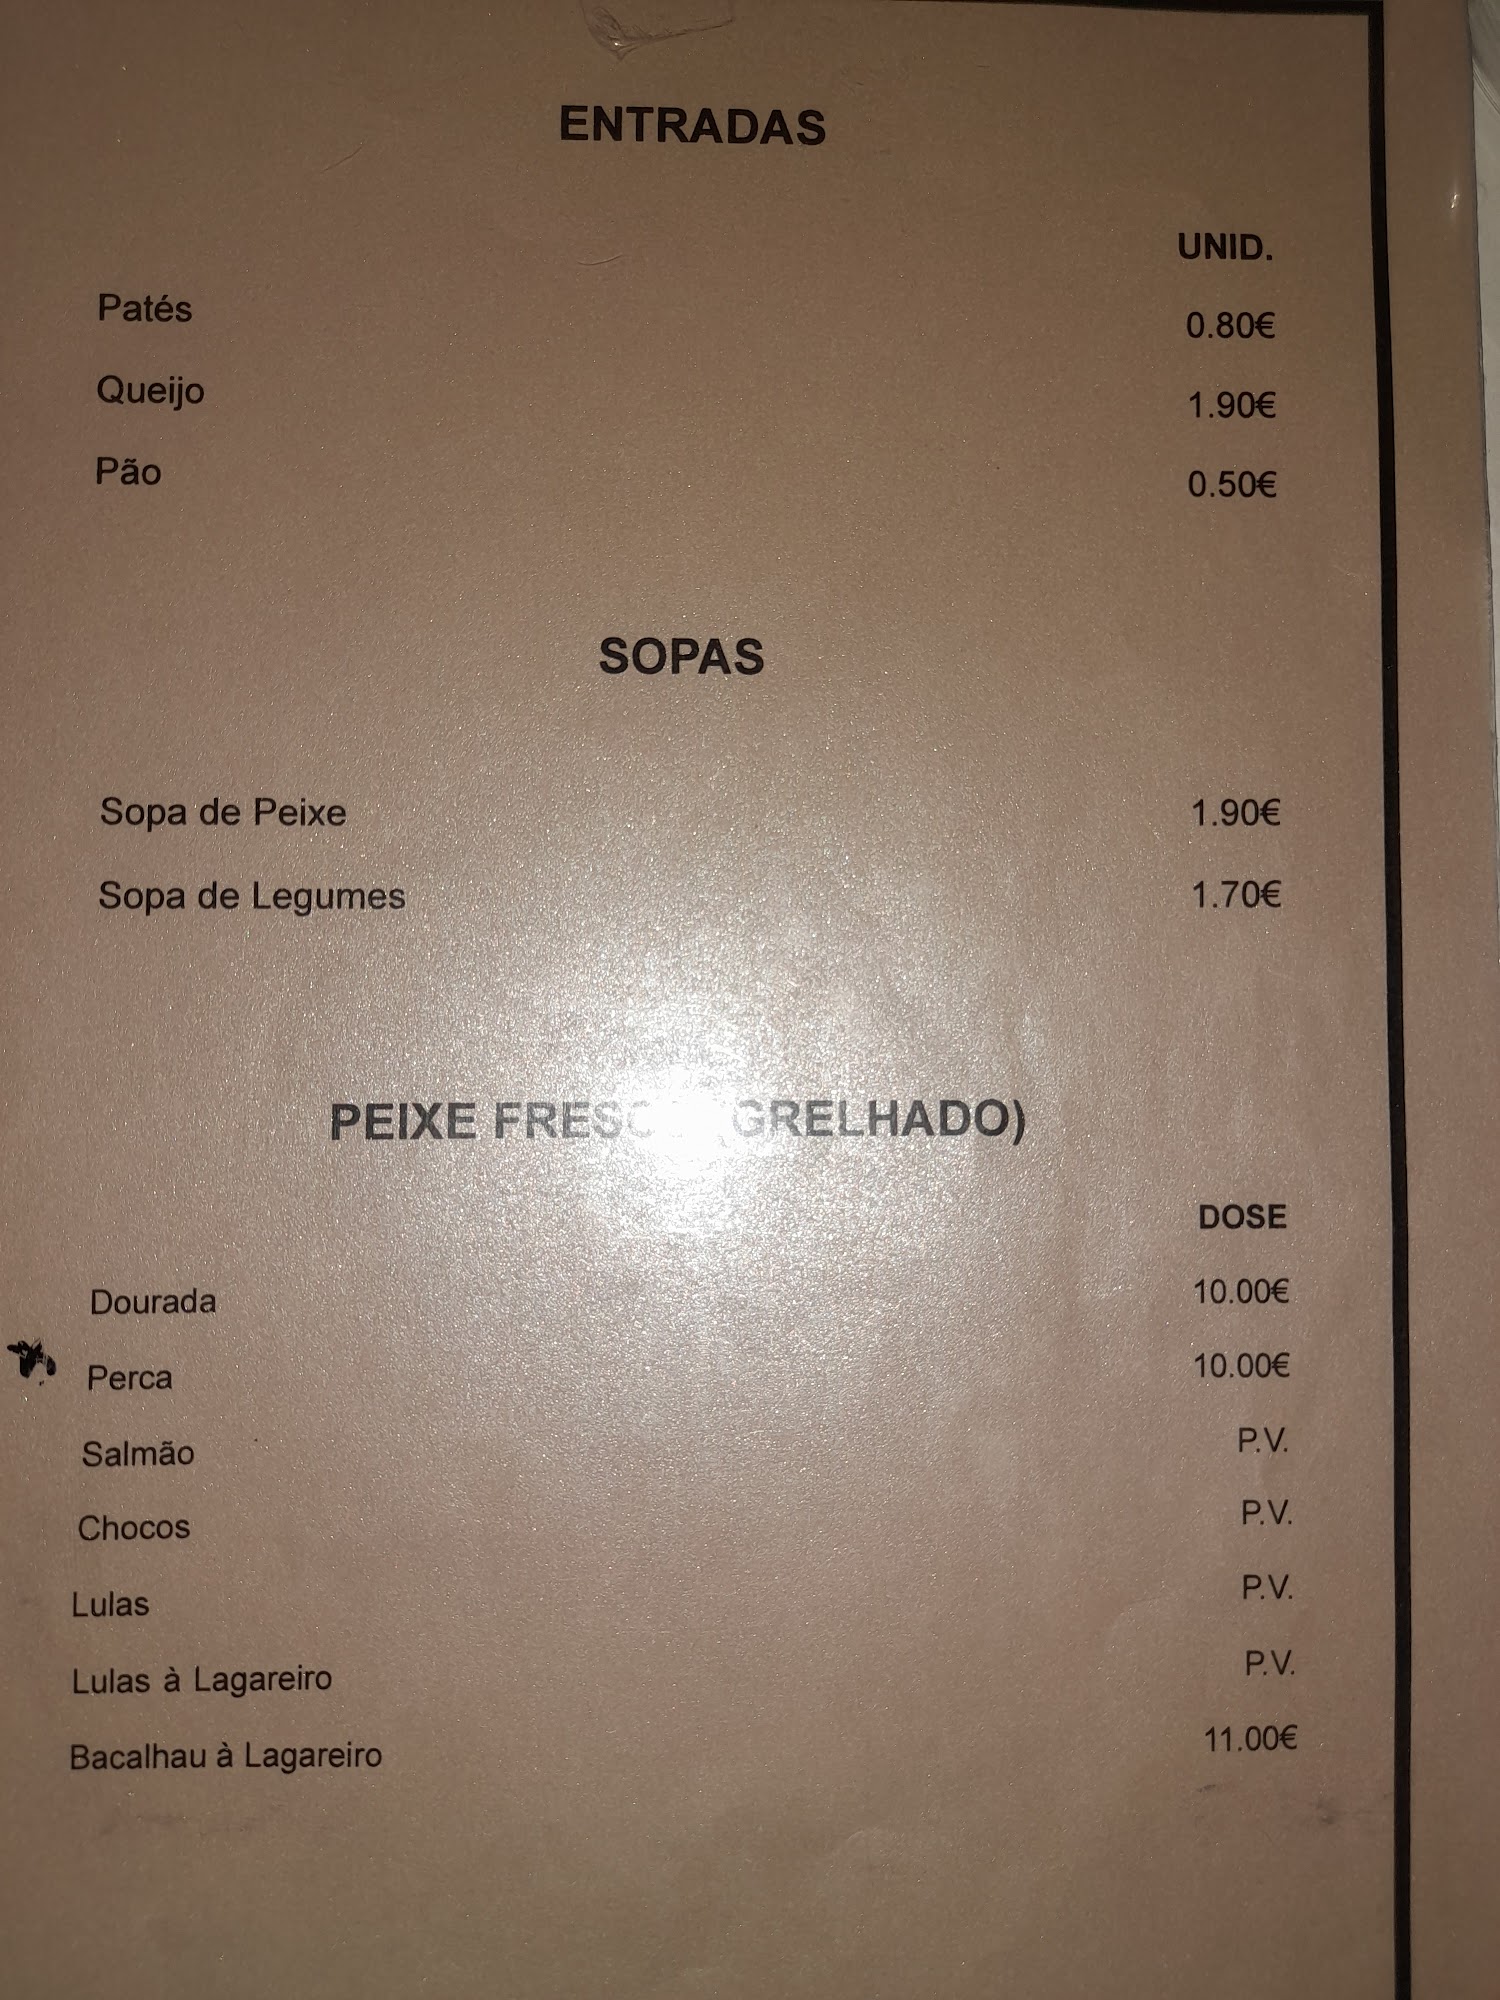 ENTRADAS
UNID.
Patés 0.80€
Queijo 1.90€
Pão 0.50€
SOPAS
Sopa de Peixe 1.90€
Sopa de Legumes 1.70€
PEIXE FRESCO (GRELHADO)
DOSE
Dourada 10.00€
Perca 10.00€
Salmão P.V.
Chocos P.V.
Lulas P.V.
Lulas à Lagareiro P.V.
Bacalhau à Lagareiro 11.00€